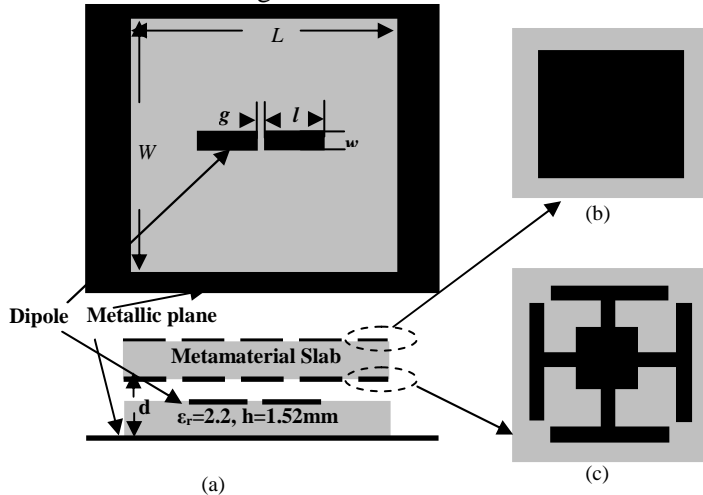 L
g
l
W
w
(b)
Dipole
Metallic plane
Metamaterial Slab
d
εr=2.2, h=1.52mm
(a)
(c)